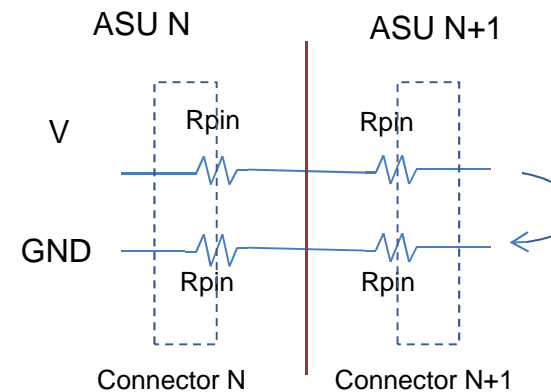 ASU N
ASU N+1
V
Rpin
Rpin
GND
Rpin
Rpin
Connector N
Connector N+1